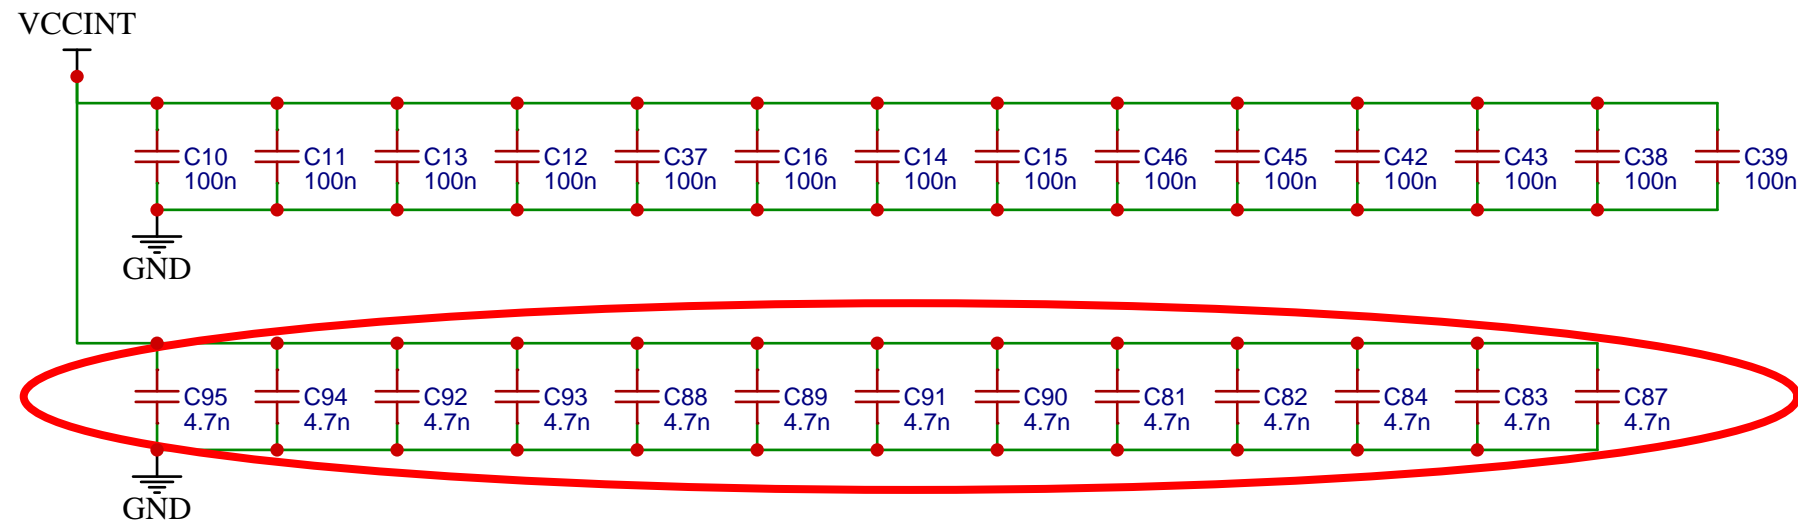 VCCINT
C10 C11 C13 C12 C37 C16 C14 C15 C46 C45 C42 C43 C38 C39
100n 100n 100n 100n 100n 100n 100n 100n 100n 100n 100n 100n 100n 100n
GND
C95 C94 C92 C93 C88 C89 C91 C90 C81 C82 C84 C83 C87
4.7n 4.7n 4.7n 4.7n 4.7n 4.7n 4.7n 4.7n 4.7n 4.7n 4.7n 4.7n 4.7n
GND